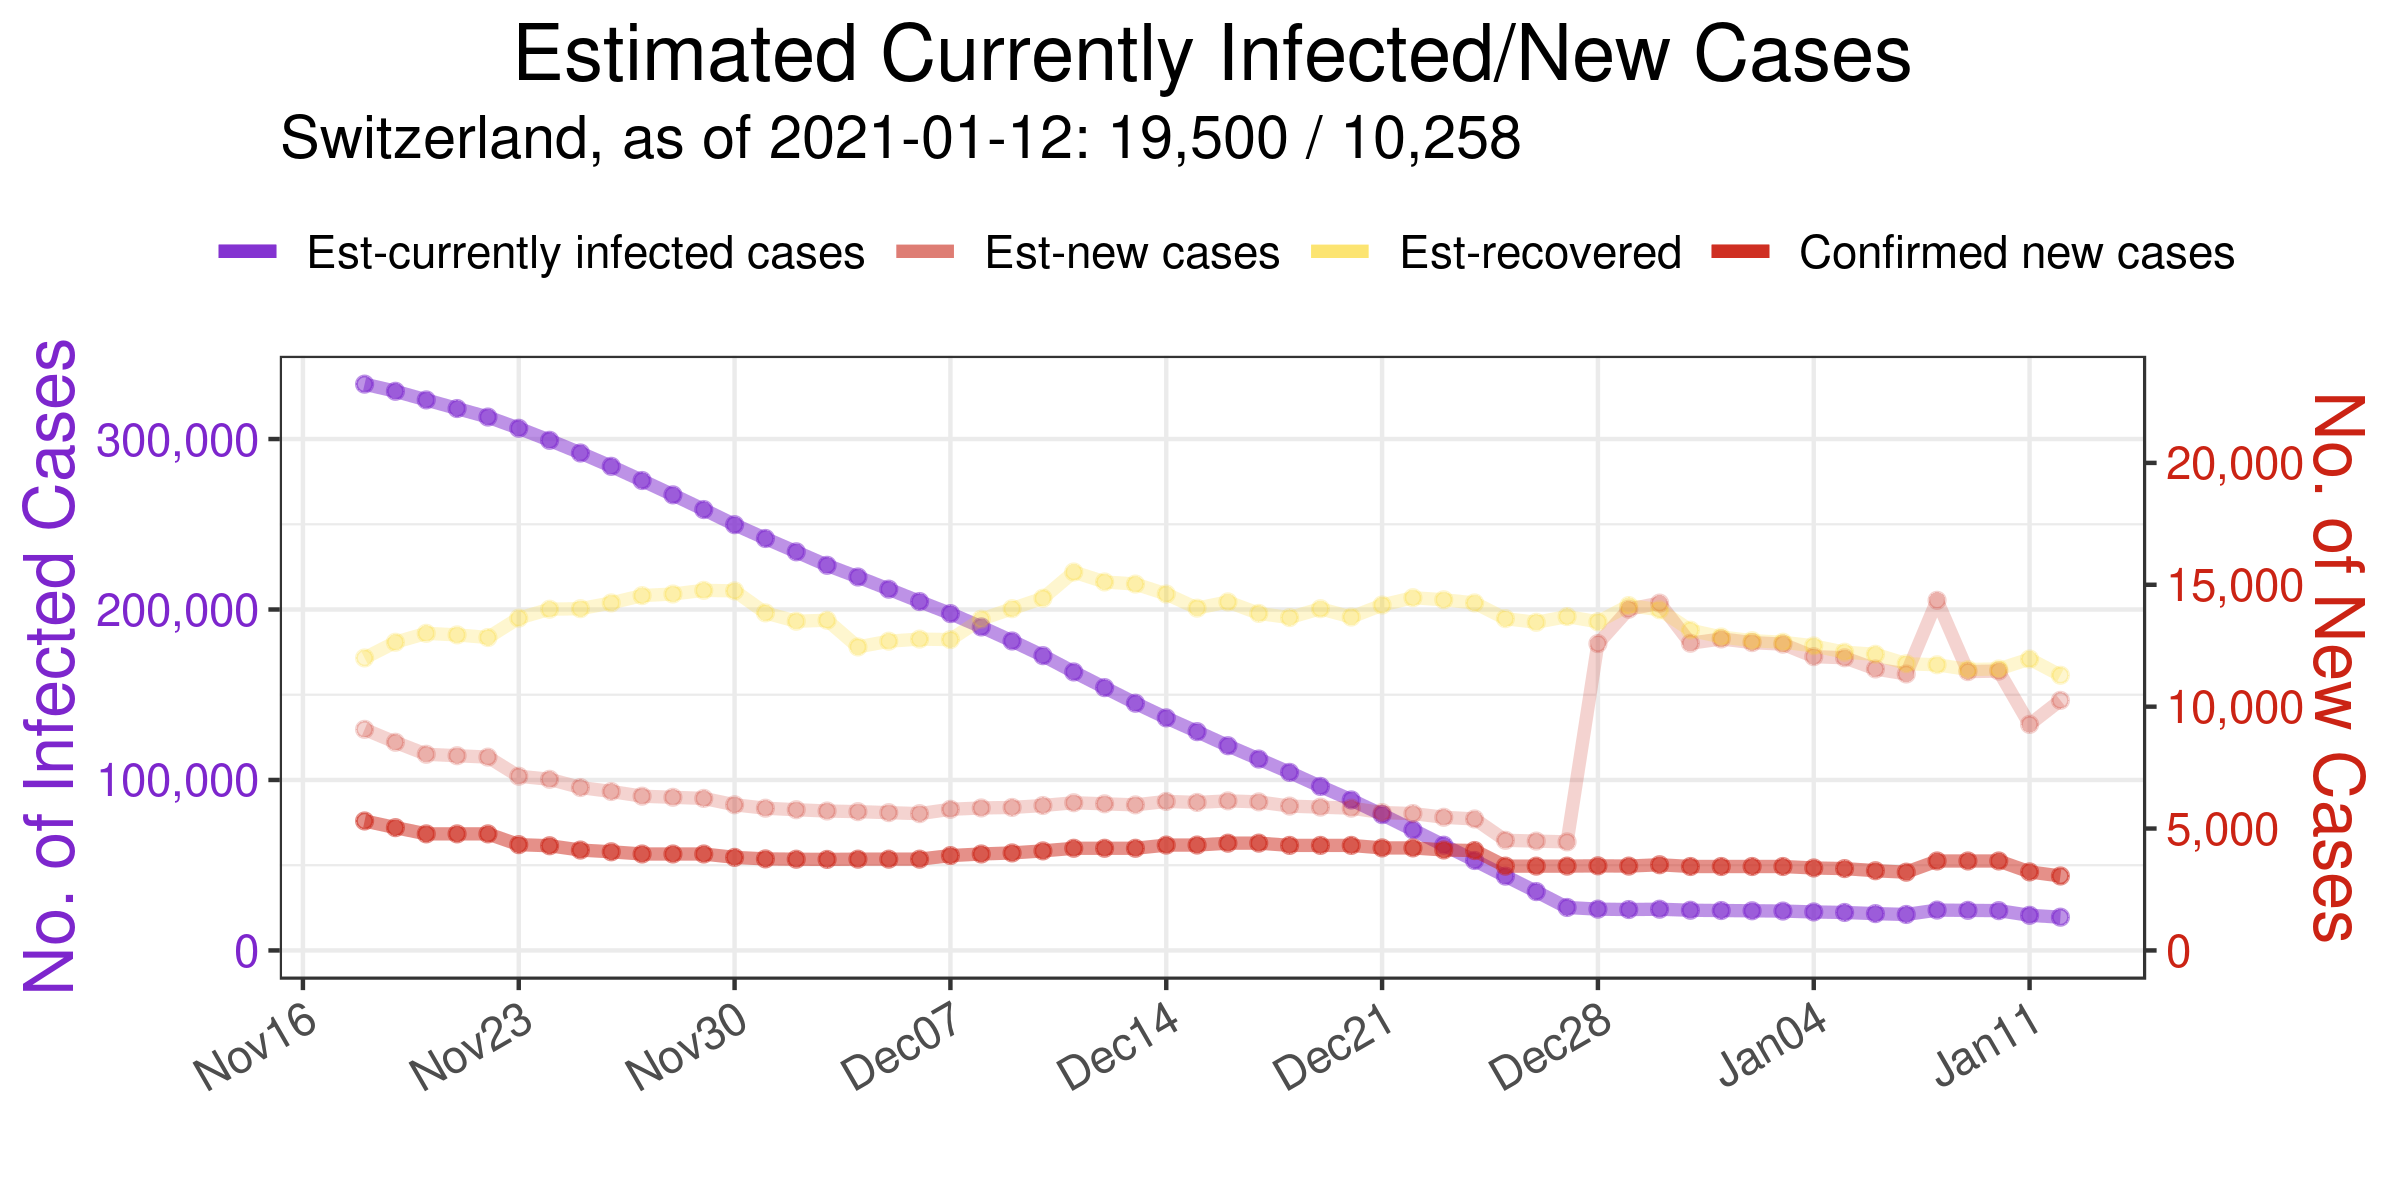 Estimated Currently Infected/New Cases
Switzerland, as of 2021-01-12: 19,500 / 10,258
Est-currently infected cases Est-new cases Est-recovered Confirmed new cases
No. of Infected Cases
300,000
200,000
100,000
0
20,000
15,000
10,000
5,000
0
No. of New Cases
Nov16 Nov23 Nov30 Dec07 Dec14 Dec21 Dec28 Jan04 Jan11